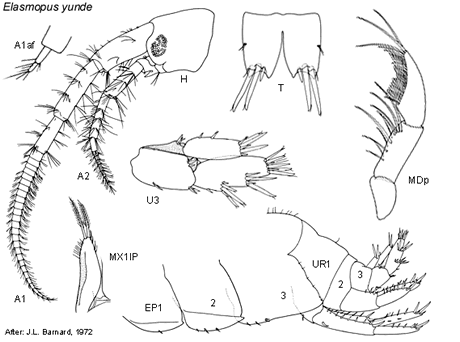 Elasmopus yunde
A1af
H
T
A2
MDp
U3
MX1IP
UR1
3
2
EP1
2
3
A1
After: J.L. Barnard, 1972